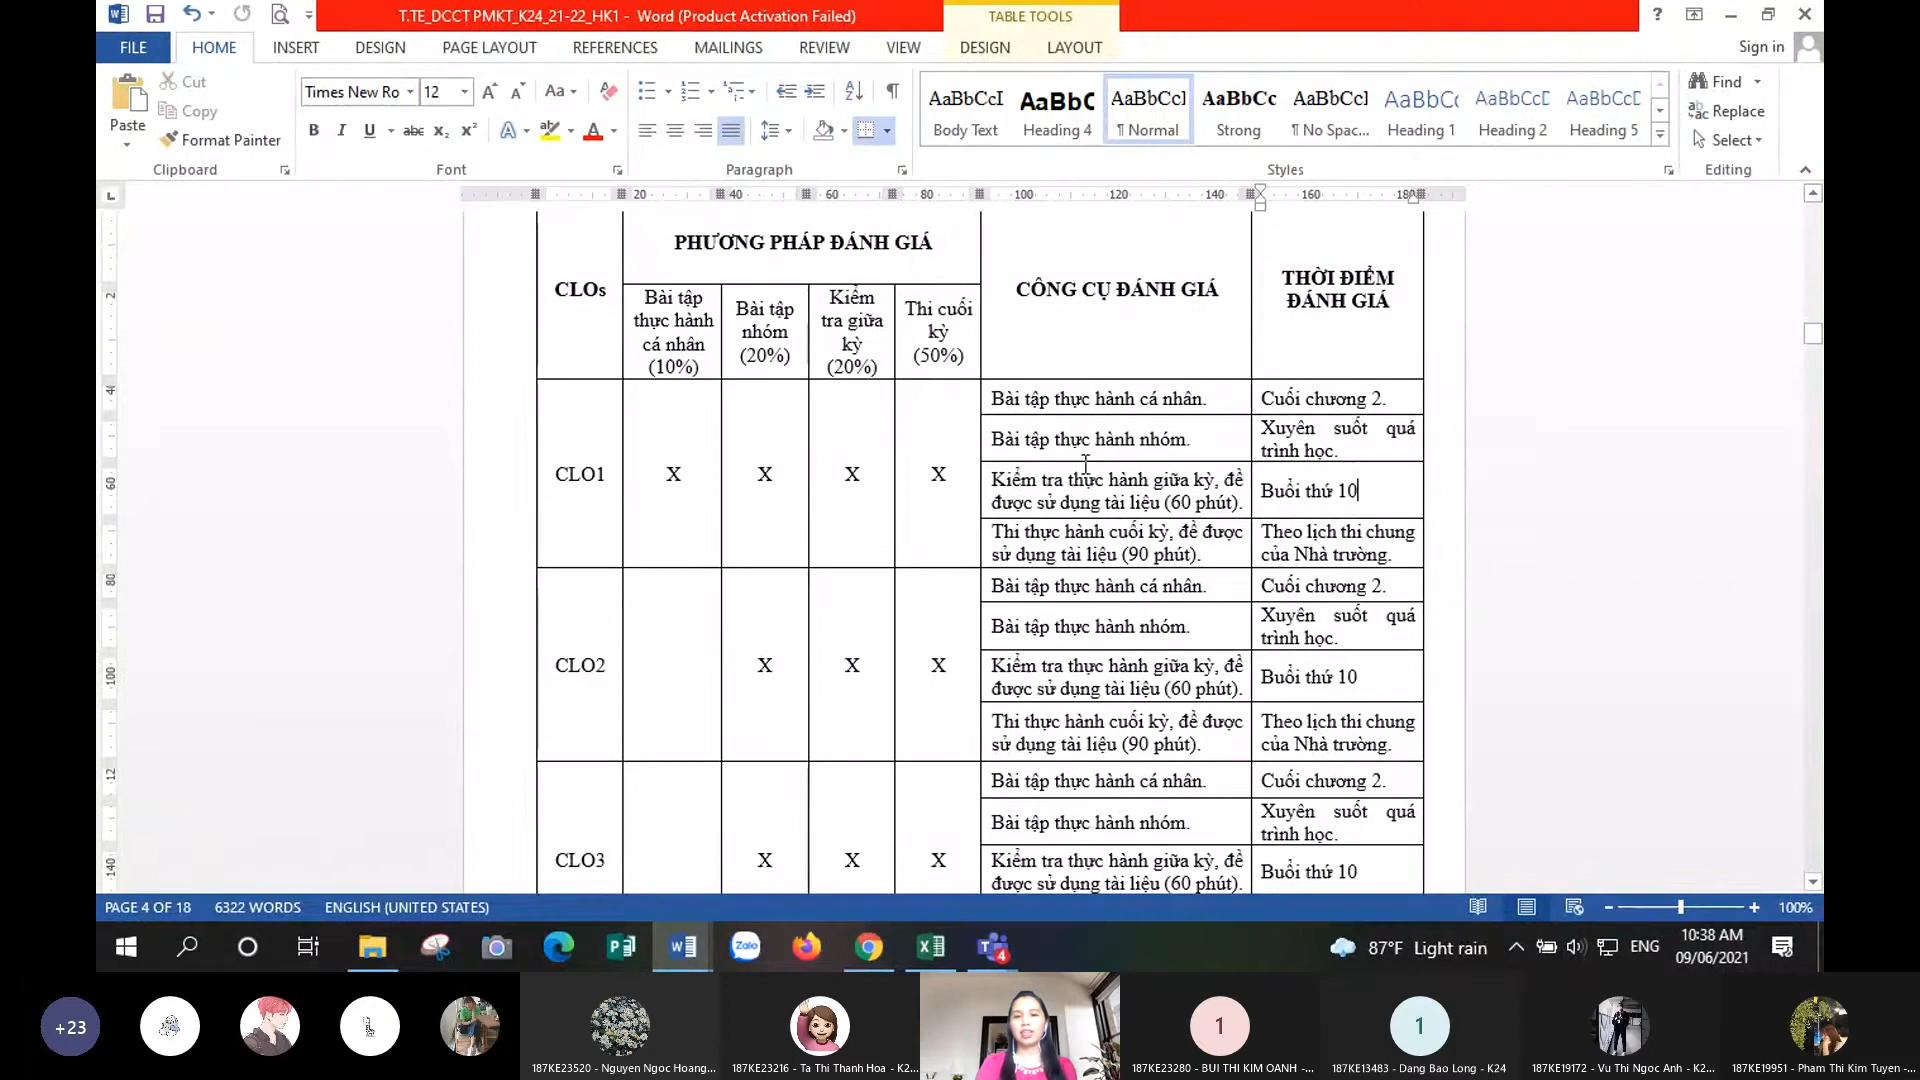 T.TE_DCCT PMKT_K24_21-22_HK1 - Word (Product Activation Failed)
TABLE TOOLS
?
FILE
HOME
INSERT
DESIGN
PAGE LAYOUT
REFERENCES
MAILINGS
REVIEW
VIEW
DESIGN
LAYOUT
Sign in
Paste
Cut
Copy
Format Painter
Clipboard
Times New Ro
12
Font
Paragraph
AaBbCcI
Body Text
AaBbC
Heading 4
AaBbCcI
¶ Normal
AaBbCc
Strong
AaBbCcI
¶ No Spac...
AaBbC
Heading 1
AaBbCcD
Heading 2
AaBbCcD
Heading 5
Styles
Find
Replace
Select
Editing
20 40 60 80 100 120 140 160 180
CLOs
PHƯƠNG PHÁP ĐÁNH GIÁ
Bài tập
thực hành
cá nhân
(10%)
Bài tập
nhóm
(20%)
Kiểm
tra giữa
kỳ
(20%)
Thi cuối
kỳ
(50%)
CÔNG CỤ ĐÁNH GIÁ
THỜI ĐIỂM
ĐÁNH GIÁ
CLO1
X X X X
Bài tập thực hành cá nhân.
Cuối chương 2.
Bài tập thực hành nhóm.
Xuyên suốt quá
trình học.
Kiểm tra thực hành giữa kỳ, đề
được sử dụng tài liệu (60 phút).
Buổi thứ 10
Thi thực hành cuối kỳ, đề được
sử dụng tài liệu (90 phút).
Theo lịch thi chung
của Nhà trường.
CLO2
X X X
Bài tập thực hành cá nhân.
Cuối chương 2.
Bài tập thực hành nhóm.
Xuyên suốt quá
trình học.
Kiểm tra thực hành giữa kỳ, đề
được sử dụng tài liệu (60 phút).
Buổi thứ 10
Thi thực hành cuối kỳ, đề được
sử dụng tài liệu (90 phút).
Theo lịch thi chung
của Nhà trường.
CLO3
X X X
Bài tập thực hành cá nhân.
Cuối chương 2.
Bài tập thực hành nhóm.
Xuyên suốt quá
trình học.
Kiểm tra thực hành giữa kỳ, đề
được sử dụng tài liệu (60 phút).
Buổi thứ 10
PAGE 4 OF 18
6322 WORDS
ENGLISH (UNITED STATES)
100%
Zalo
4
87°F Light rain
ENG
10:38 AM
09/06/2021
+23
1
1
187KE23520 - Nguyen Ngoc Hoang...
187KE23216 - Ta Thi Thanh Hoa - K2...
187KE23280 - BUI THI KIM OANH -...
187KE13483 - Dang Bao Long - K24
187KE19172 - Vu Thi Ngoc Anh - K2...
187KE19951 - Pham Thi Kim Tuyen -...